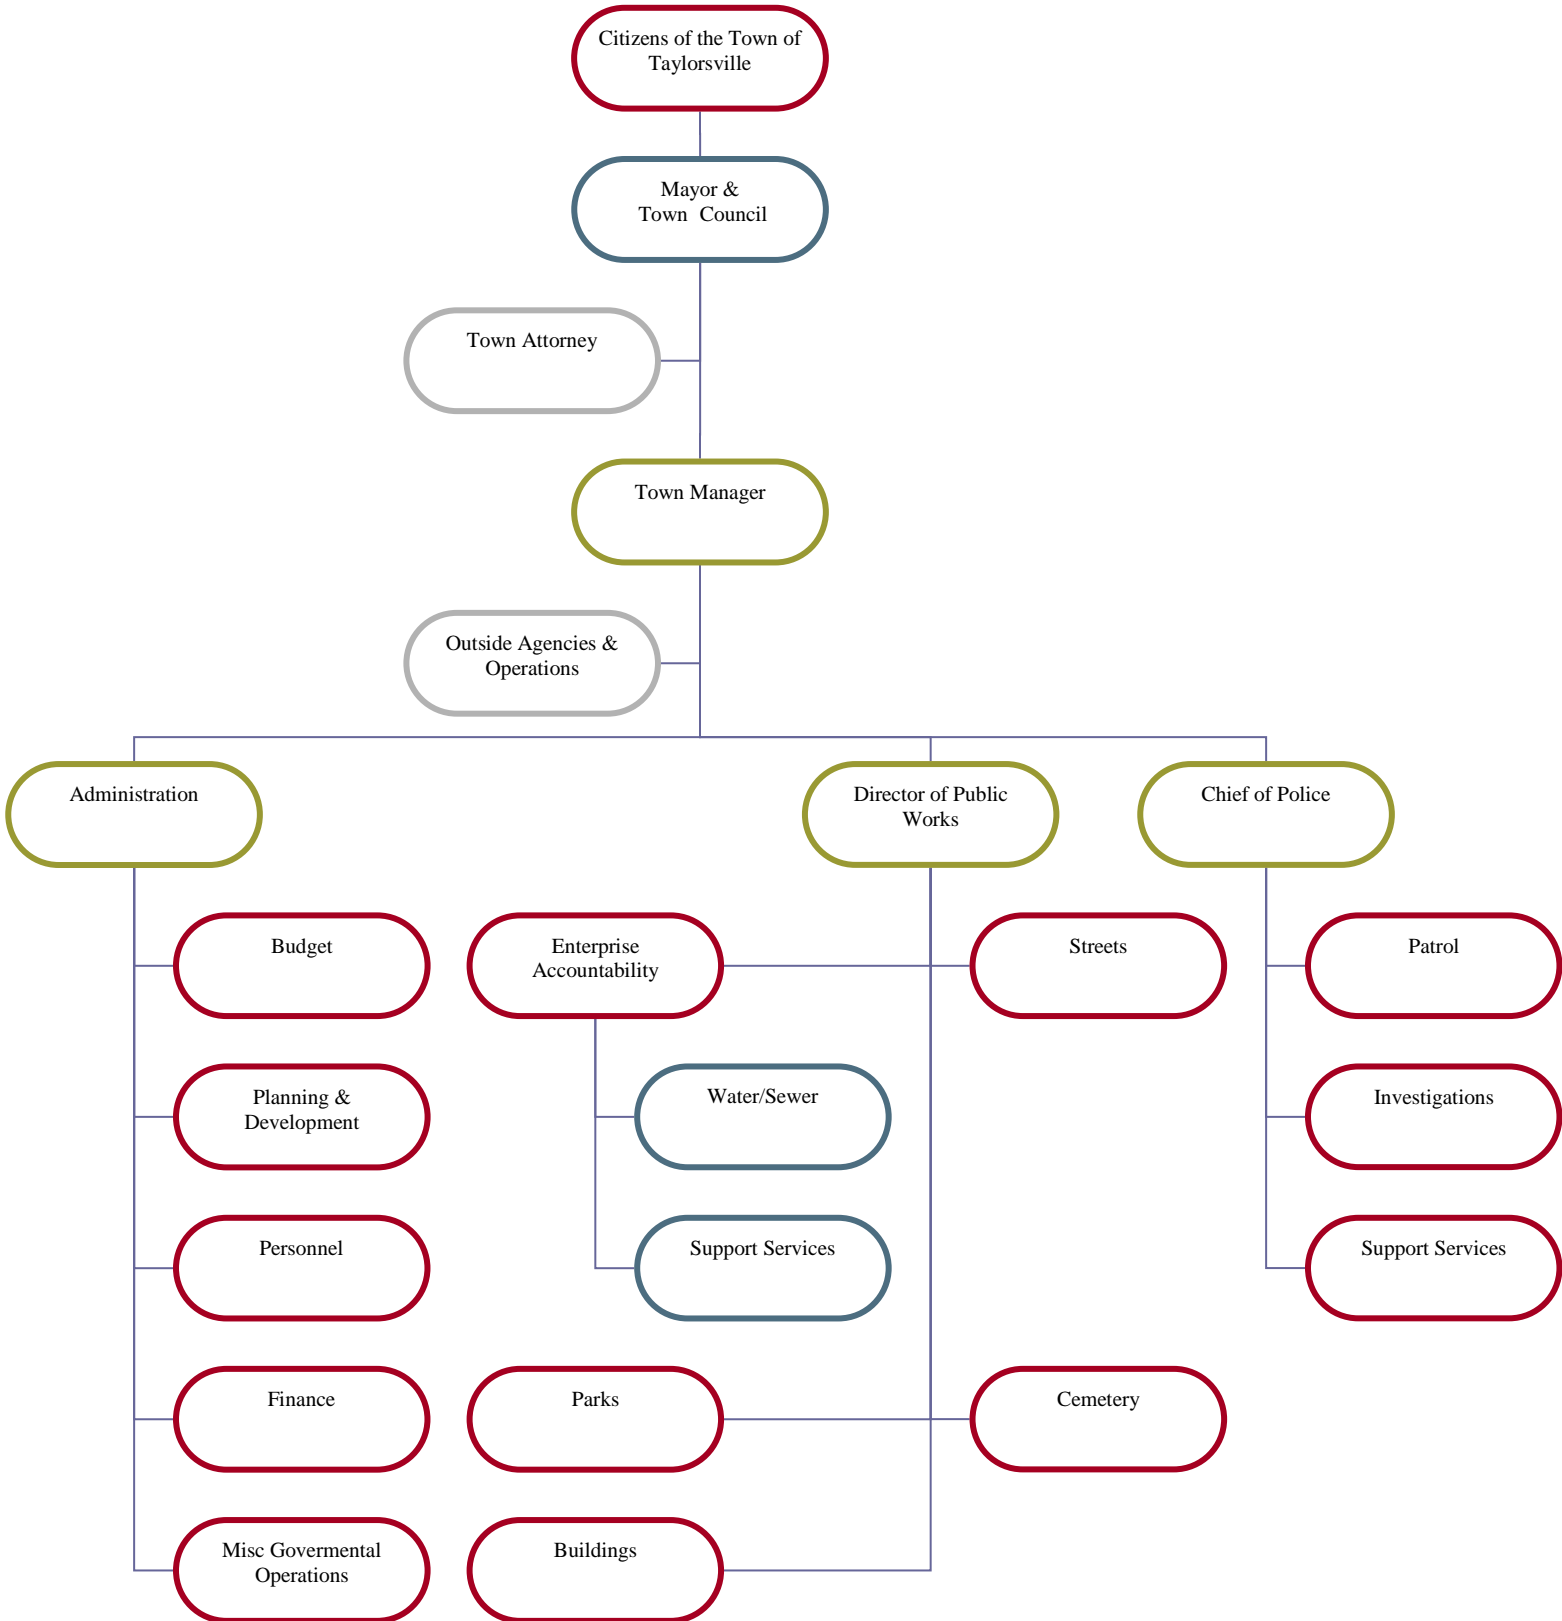 Citizens of the Town of
Taylorsville
Mayor &
Town Council
Town Attorney
Town Manager
Outside Agencies &
Operations
Administration
Director of Public
Works
Chief of Police
Budget
Enterprise
Accountability
Streets
Patrol
Planning &
Development
Water/Sewer
Investigations
Personnel
Support Services
Support Services
Finance
Parks
Cemetery
Misc Govermental
Operations
Buildings